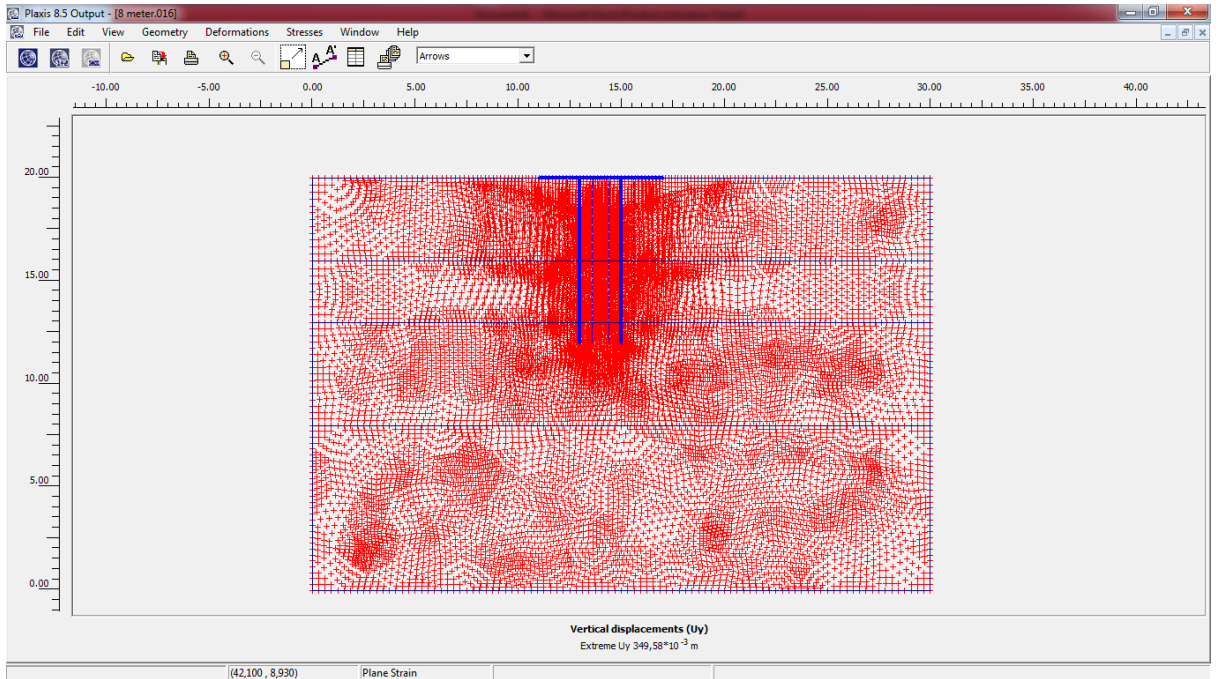 Plaxis 8.5 Output - [8 meter.016]
File Edit View Geometry Deformations Stresses Window Help
Arrows
-10.00 -5.00 0.00 5.00 10.00 15.00 20.00 25.00 30.00 35.00 40.00
20.00
15.00
10.00
5.00
0.00
Vertical displacements (Uy)
Extreme Uy 349,58*10 -3 m
(42,100 , 8,930) Plane Strain